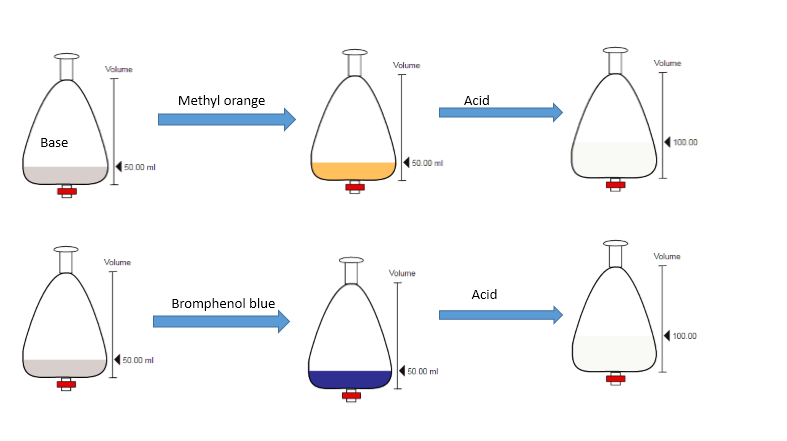 Volume
Base
50.00 ml
Methyl orange
Volume
50.00 ml
Acid
Volume
100.00
Volume
50.00 ml
Bromphenol blue
Volume
50.00 ml
Acid
Volume
100.00